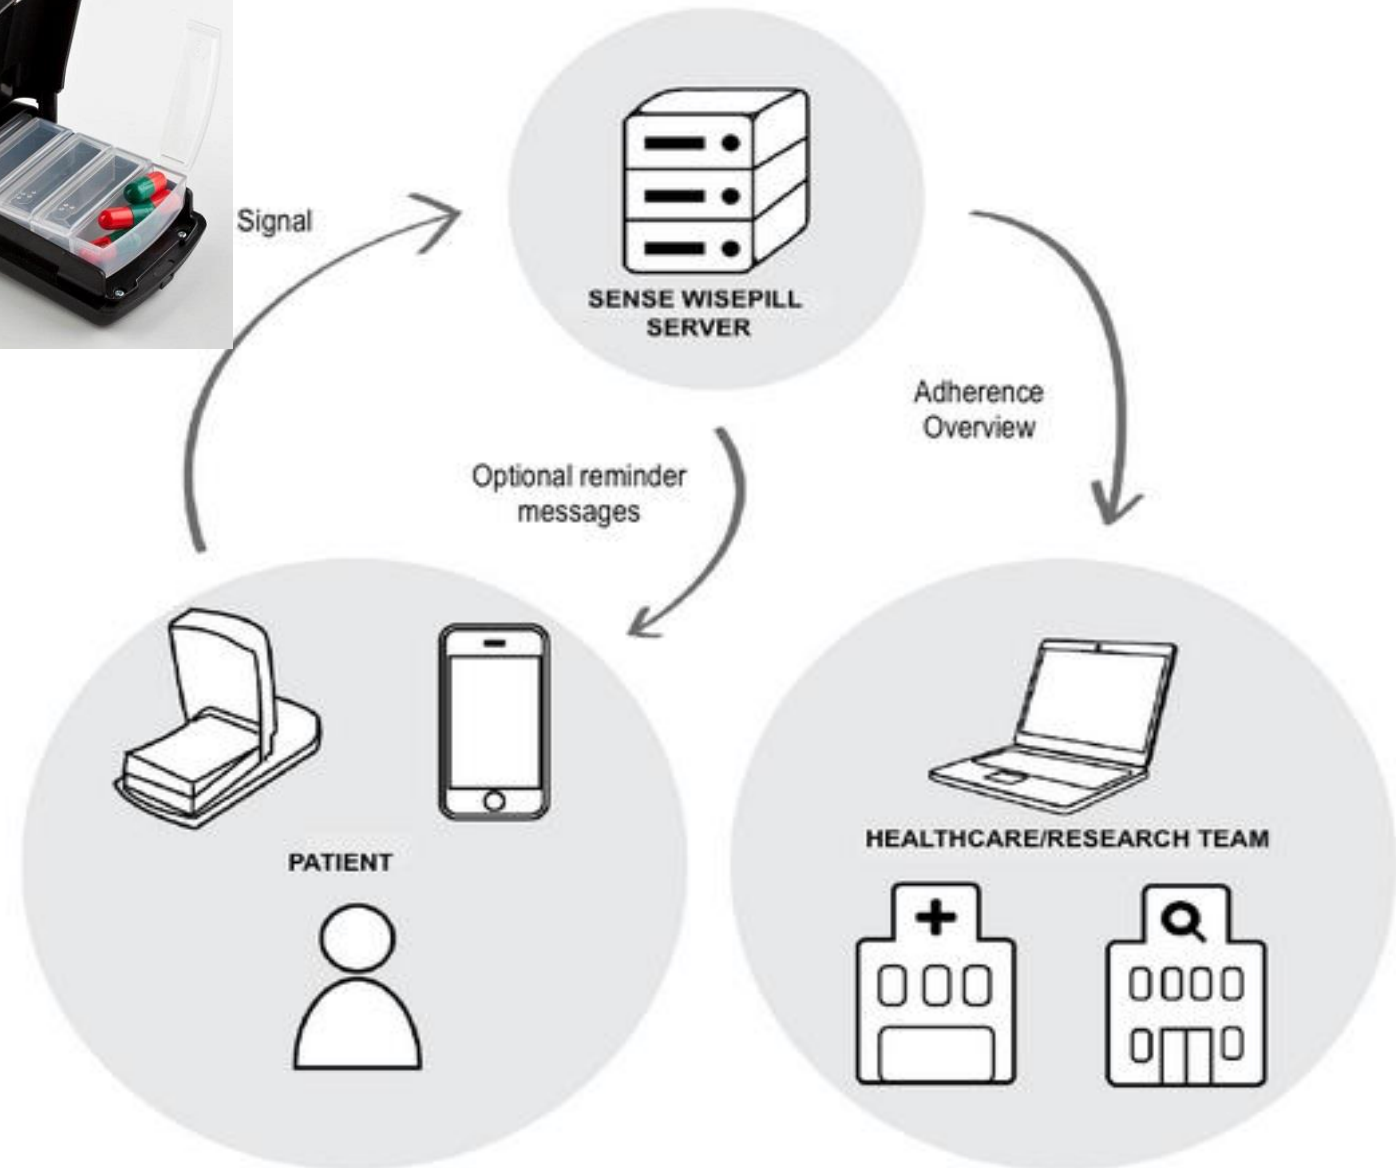 Signal
SENSE WISEPILL
SERVER
Adherence
Overview
Optional reminder
messages
PATIENT
HEALTHCARE/RESEARCH TEAM